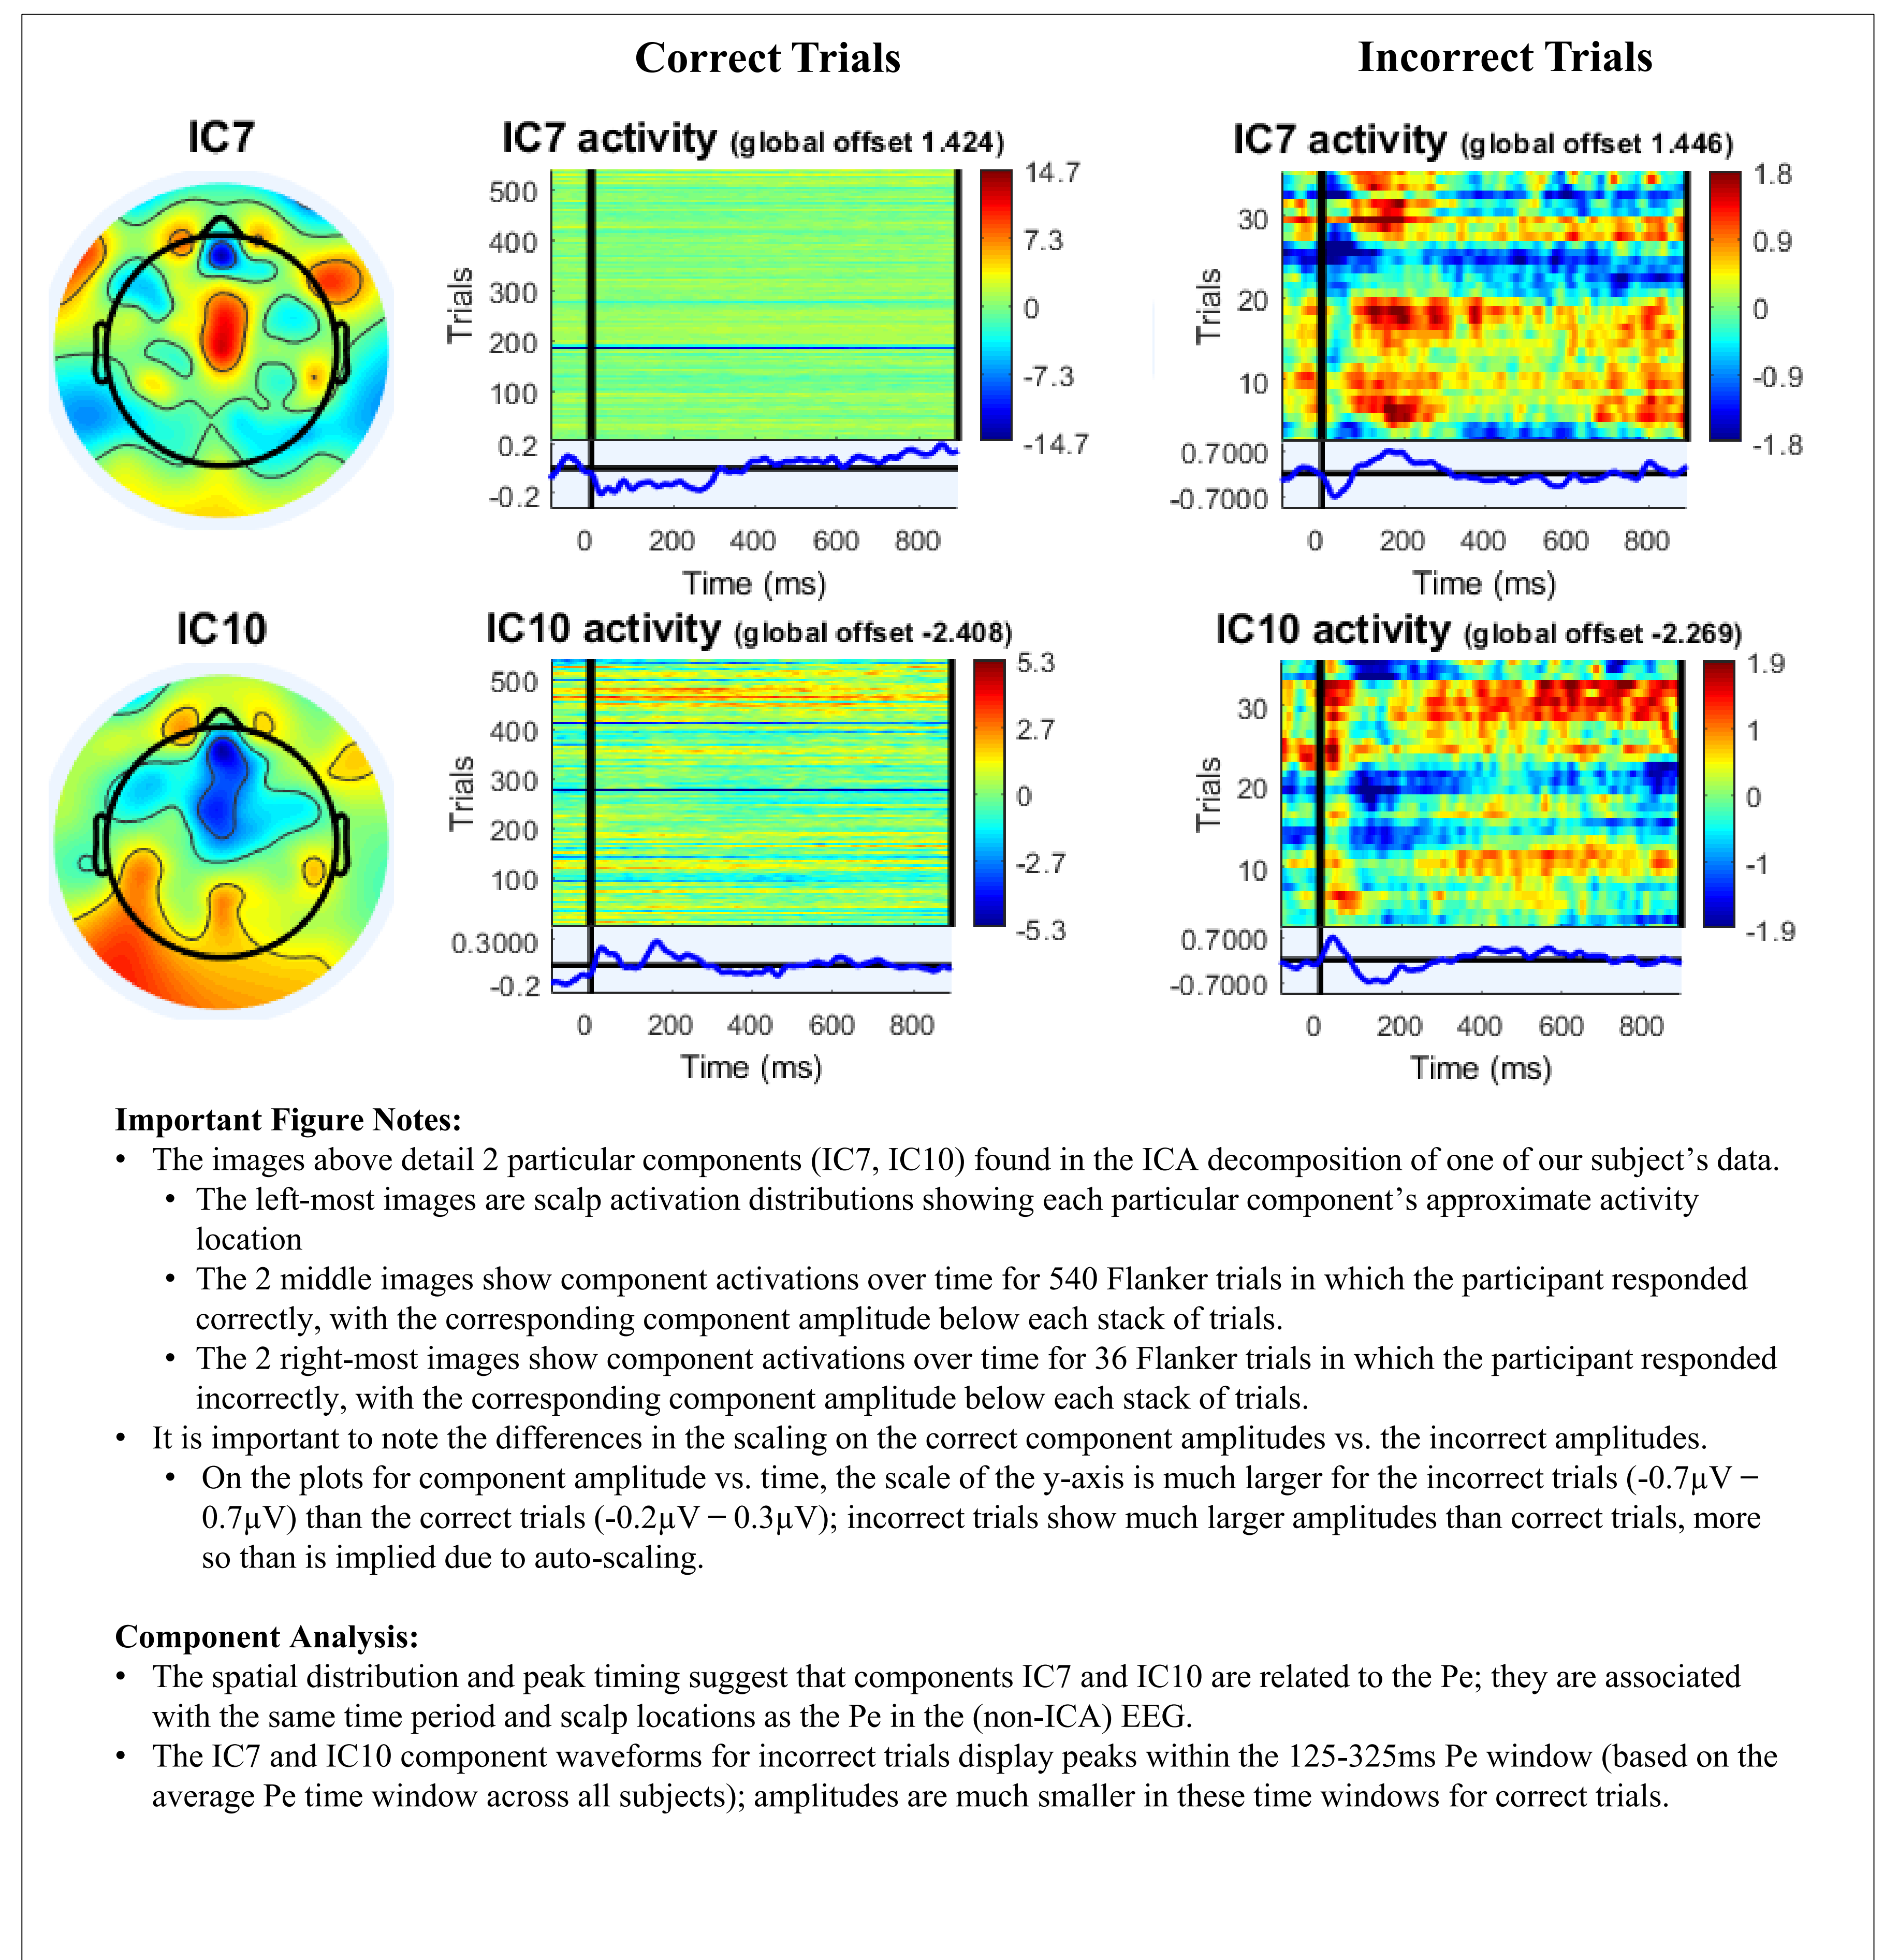 Correct Trials
Incorrect Trials
IC7
IC7 activity (global offset 1.424)
14.7
7.3
0
-7.3
-14.7
Trials
500
400
300
200
100
0.2
-0.2
0 200 400 600 800
Time (ms)
IC7 activity (global offset 1.446)
1.8
0.9
0
-0.9
-1.8
Trials
30
20
10
0.7000
-0.7000
0 200 400 600 800
Time (ms)
IC10
IC10 activity (global offset -2.408)
5.3
2.7
0
-2.7
-5.3
Trials
500
400
300
200
100
0.3000
-0.2
0 200 400 600 800
Time (ms)
IC10 activity (global offset -2.269)
1.9
1
0
-1
-1.9
Trials
30
20
10
0.7000
-0.7000
0 200 400 600 800
Time (ms)
Important Figure Notes:
• The images above detail 2 particular components (IC7, IC10) found in the ICA decomposition of one of our subject’s data.
• The left-most images are scalp activation distributions showing each particular component’s approximate activity
location
• The 2 middle images show component activations over time for 540 Flanker trials in which the participant responded
correctly, with the corresponding component amplitude below each stack of trials.
• The 2 right-most images show component activations over time for 36 Flanker trials in which the participant responded
incorrectly, with the corresponding component amplitude below each stack of trials.
• It is important to note the differences in the scaling on the correct component amplitudes vs. the incorrect amplitudes.
• On the plots for component amplitude vs. time, the scale of the y-axis is much larger for the incorrect trials (-0.7µV –
0.7µV) than the correct trials (-0.2µV – 0.3µV); incorrect trials show much larger amplitudes than correct trials, more
so than is implied due to auto-scaling.
Component Analysis:
• The spatial distribution and peak timing suggest that components IC7 and IC10 are related to the Pe; they are associated
with the same time period and scalp locations as the Pe in the (non-ICA) EEG.
• The IC7 and IC10 component waveforms for incorrect trials display peaks within the 125-325ms Pe window (based on the
average Pe time window across all subjects); amplitudes are much smaller in these time windows for correct trials.